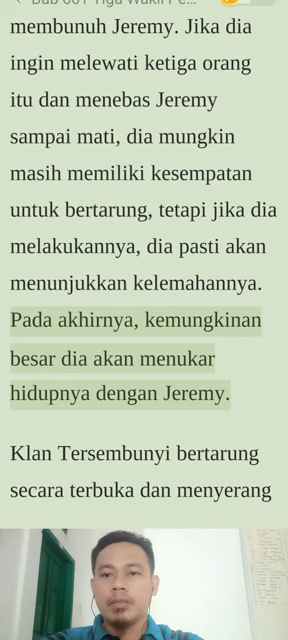 membunuh Jeremy. Jika dia
ingin melewati ketiga orang
itu dan menebas Jeremy
sampai mati, dia mungkin
masih memiliki kesempatan
untuk bertarung, tetapi jika dia
melakukannya, dia pasti akan
menunjukkan kelemahannya.
Pada akhirnya, kemungkinan
besar dia akan menukar
hidupnya dengan Jeremy.
Klan Tersembunyi bertarung
secara terbuka dan menyerang